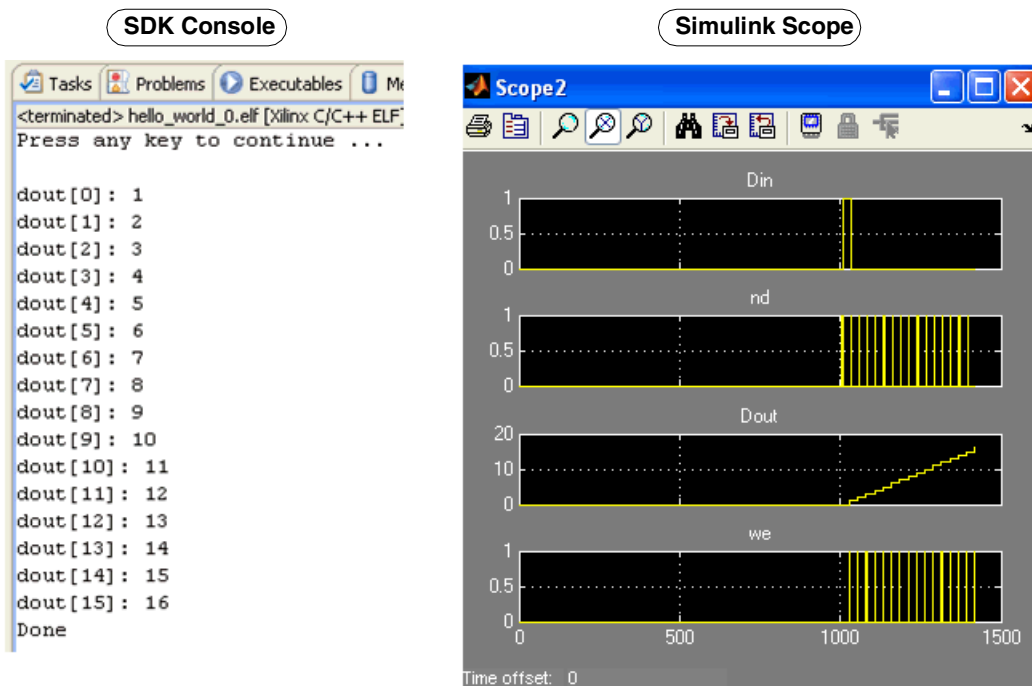 SDK Console
Tasks Problems Executables Me
<terminated> hello_world_0.elf [Xilinx C/C++ ELF]
Press any key to continue ...
dout[0]: 1
dout[1]: 2
dout[2]: 3
dout[3]: 4
dout[4]: 5
dout[5]: 6
dout[6]: 7
dout[7]: 8
dout[8]: 9
dout[9]: 10
dout[10]: 11
dout[11]: 12
dout[12]: 13
dout[13]: 14
dout[14]: 15
dout[15]: 16
Done
Simulink Scope
Scope2
Din
1
0.5
0
nd
1
0.5
0
Dout
20
10
0
we
1
0.5
0
0 500 1000 1500
Time offset: 0